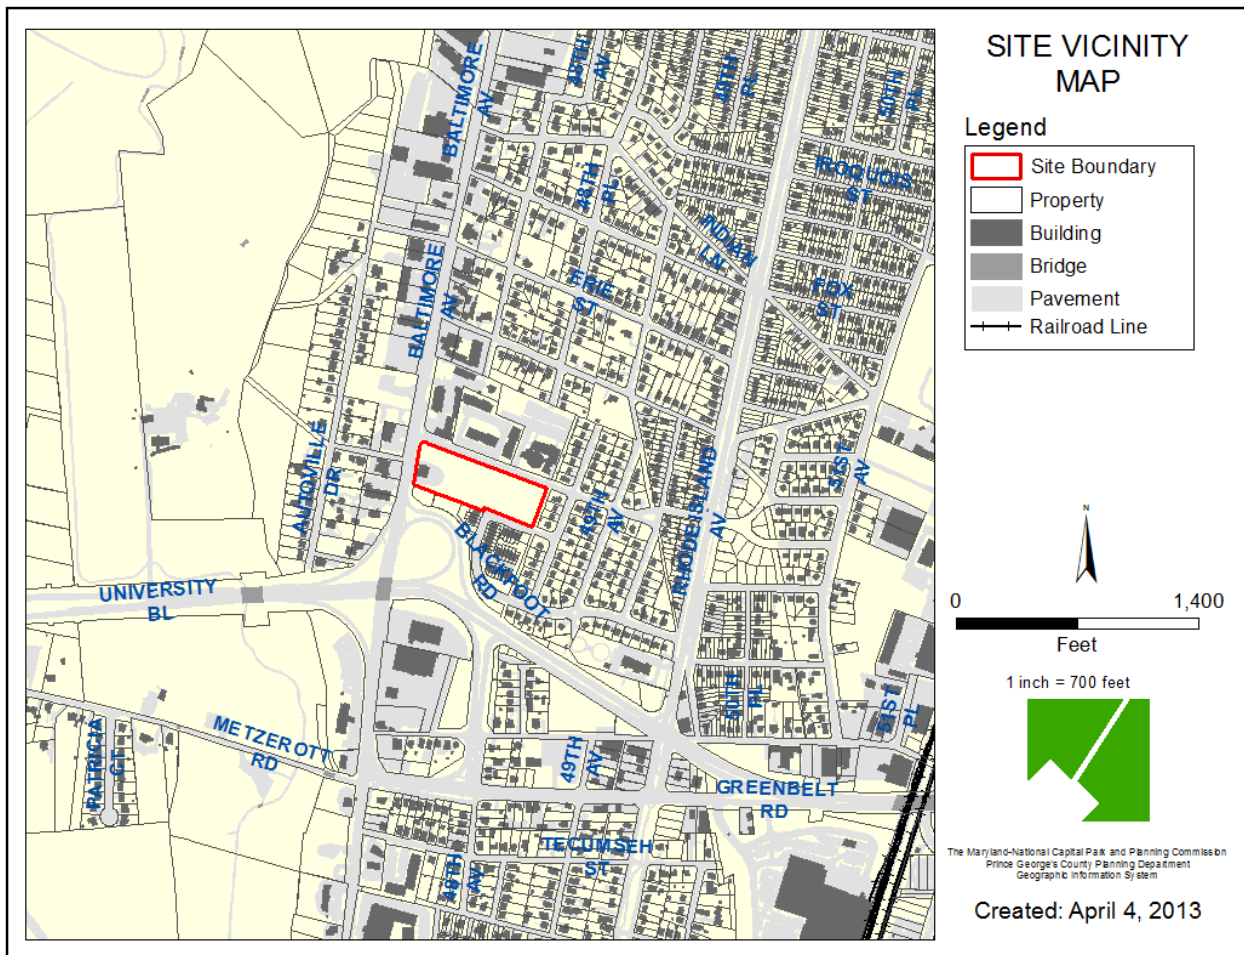 SITE VICINITY
MAP
Legend
Site Boundary
Property
Building
Bridge
Pavement
Railroad Line
N
0 1,400
Feet
1 inch = 700 feet
The Maryland-National Capital Park and Planning Commission
Prince George's County Planning Department
Geographic Information System
Created: April 4, 2013
BALTIMORE
AV
48TH
AV
49TH
PL
50TH
PL
IROQUOIS
ST
48TH
PL
INDIAN
LN
BALTIMORE
AV
ERIE
ST
FOX
ST
AUTOVILLE
DR
49TH
AV
RHODE ISLAND
AV
51ST
AV
BLACKFOOT
RD
UNIVERSITY
BL
METZEROTT
RD
PATRICIA
CT
49TH
AV
50TH
PL
51ST
PL
GREENBELT
RD
TECUMSEH
ST
48TH
AV